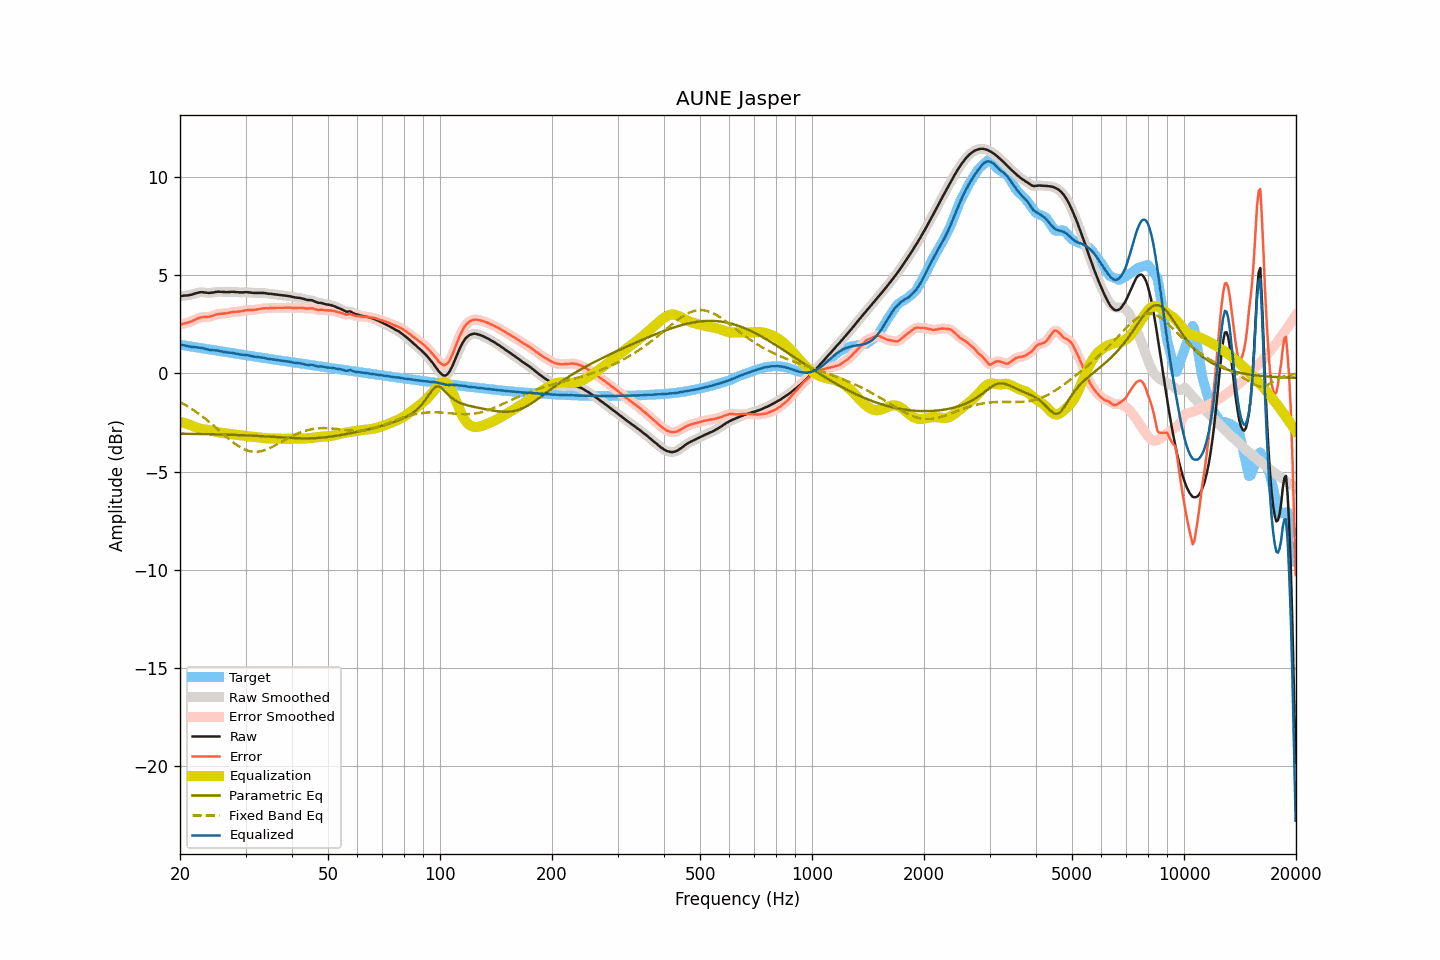 AUNE Jasper
10
5
0
−5
−10
−15
−20
Amplitude (dBr)
Target
Raw Smoothed
Error Smoothed
Raw
Error
Equalization
Parametric Eq
Fixed Band Eq
Equalized
20 50 100 200 500 1000 2000 5000 10000 20000
Frequency (Hz)